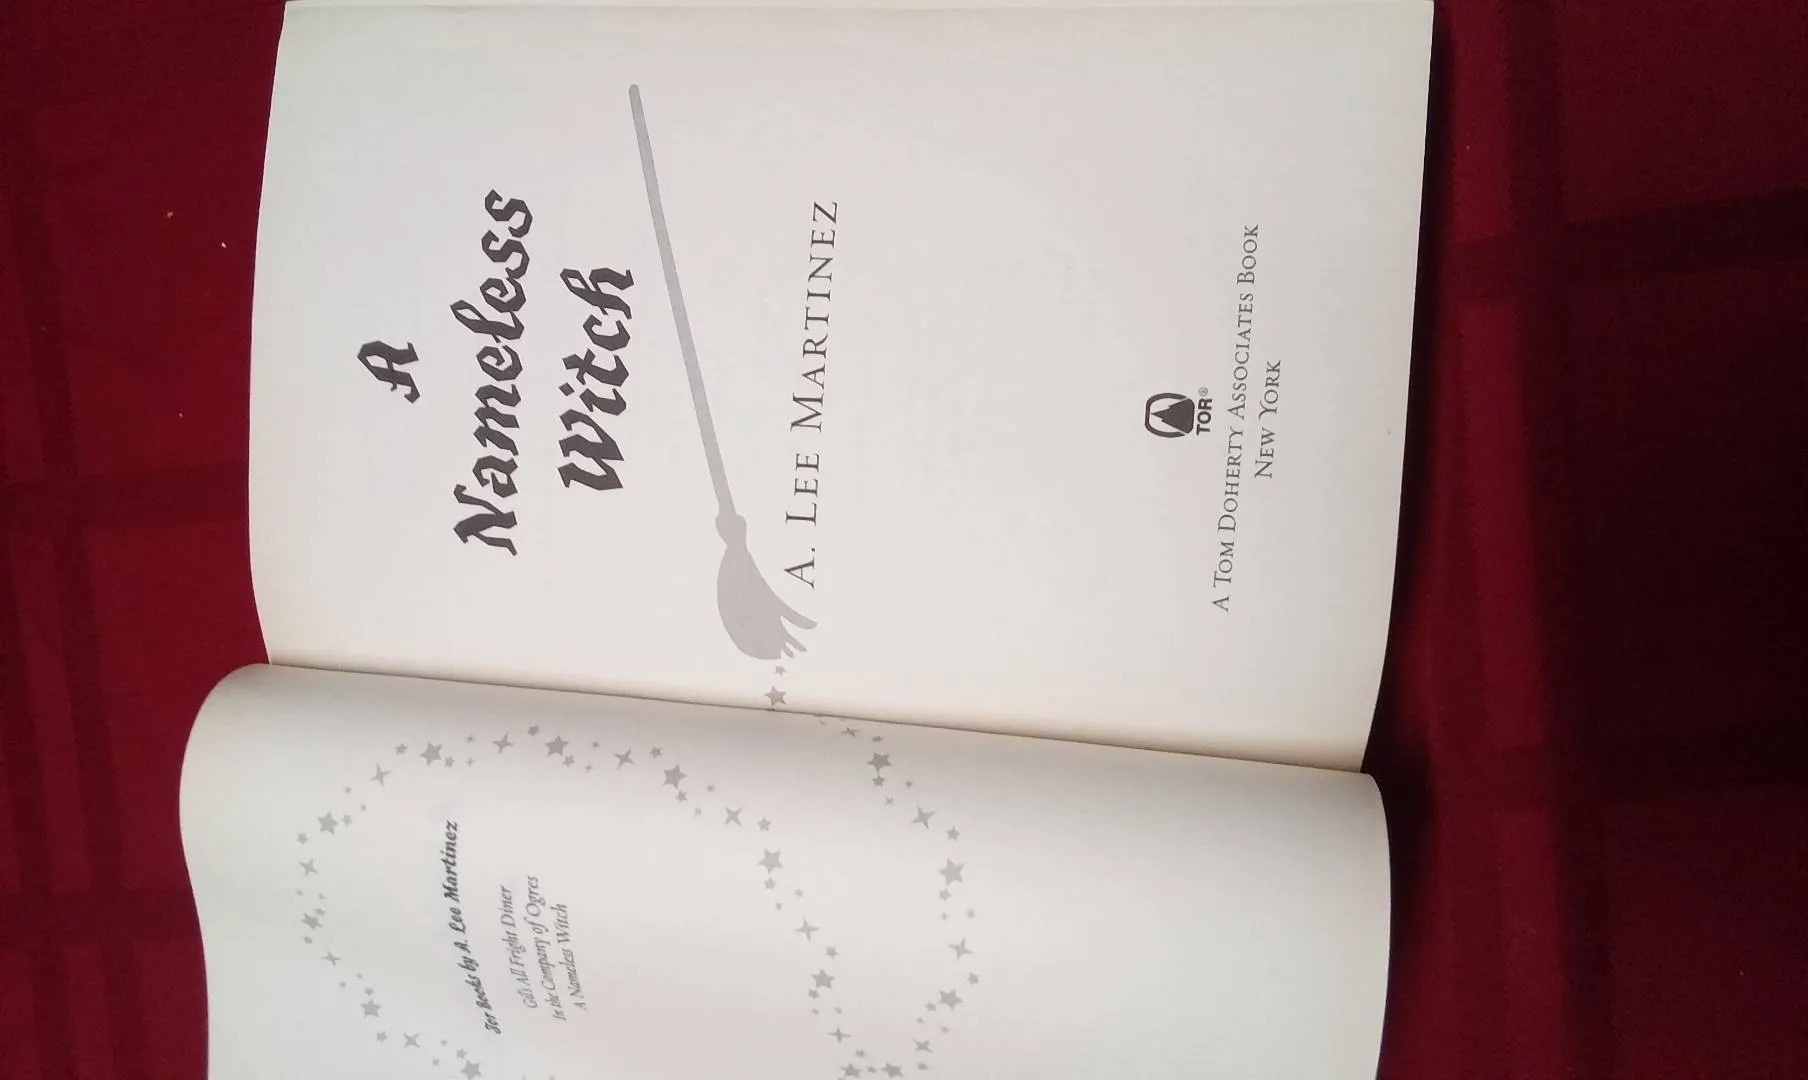 Tor Books by A. Lee Martinez
Gil's All Fright Diner
In the Company of Ogres
A Nameless Witch
A
Nameless
Witch
A. LEE MARTINEZ
TOR®
A TOM DOHERTY ASSOCIATES BOOK
NEW YORK